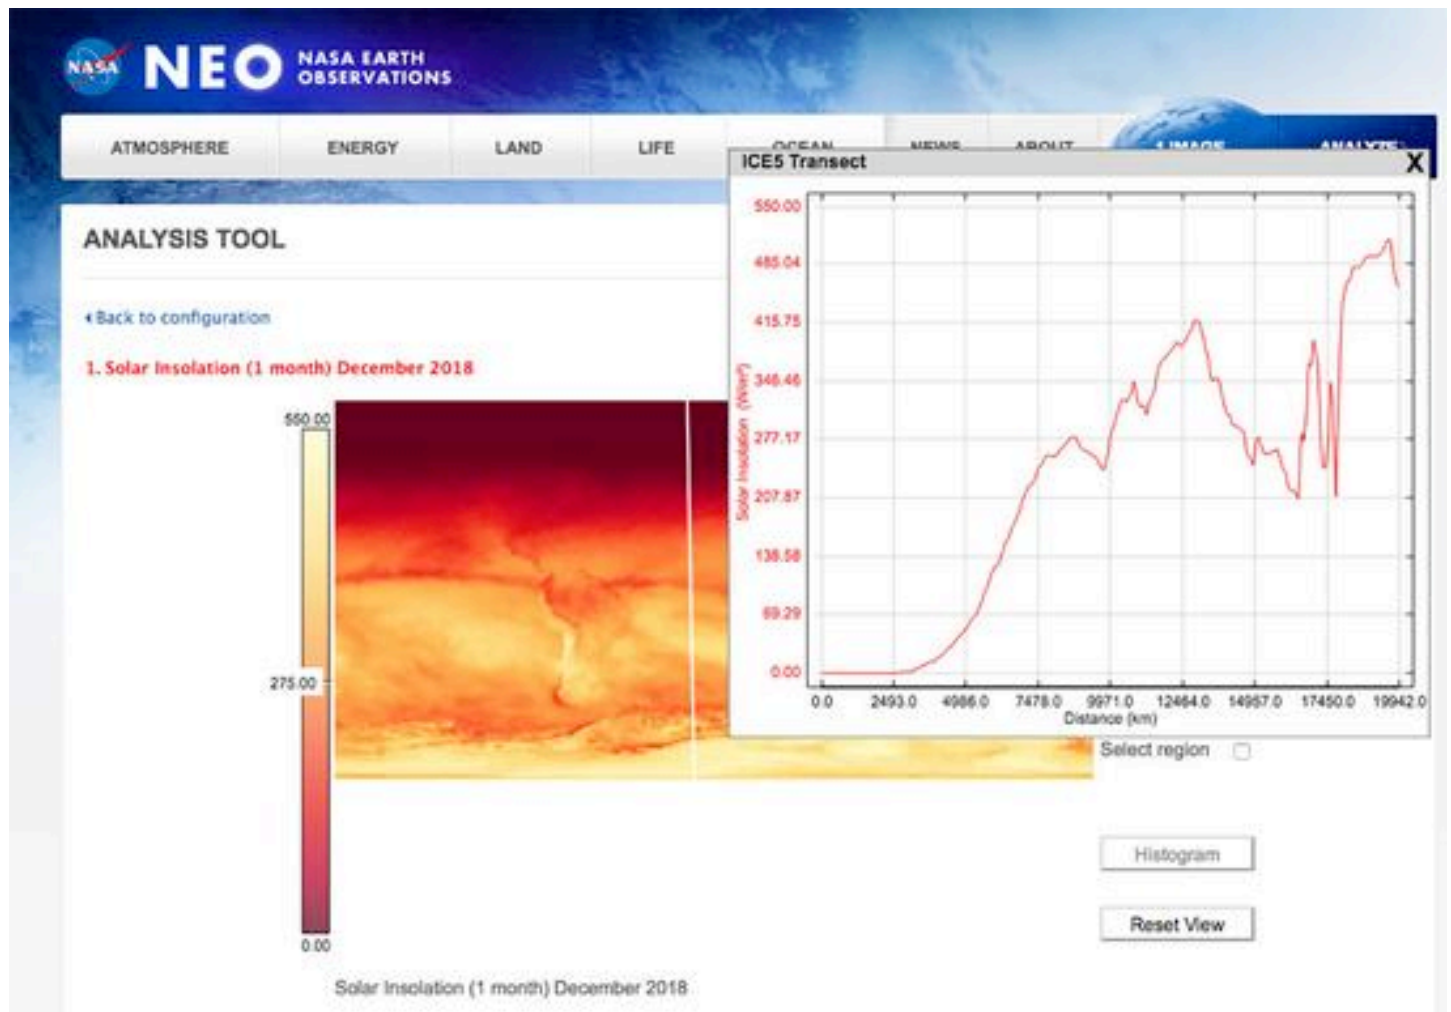 NASA
NEO
NASA EARTH
OBSERVATIONS
ATMOSPHERE ENERGY LAND LIFE OCEAN NEWS ABOUT ANALYZE
ICE5 Transect X
ANALYSIS TOOL
Back to configuration
1. Solar Insolation (1 month) December 2018
550.00
275.00
0.00
550.00
485.04
415.75
346.46
277.17
207.87
138.58
69.29
0.00
Solar Insolation (W/m²)
0.0 2493.0 4986.0 7478.0 9971.0 12464.0 14957.0 17450.0 19942.0
Distance (km)
Select region
Histogram
Reset View
Solar Insolation (1 month) December 2018